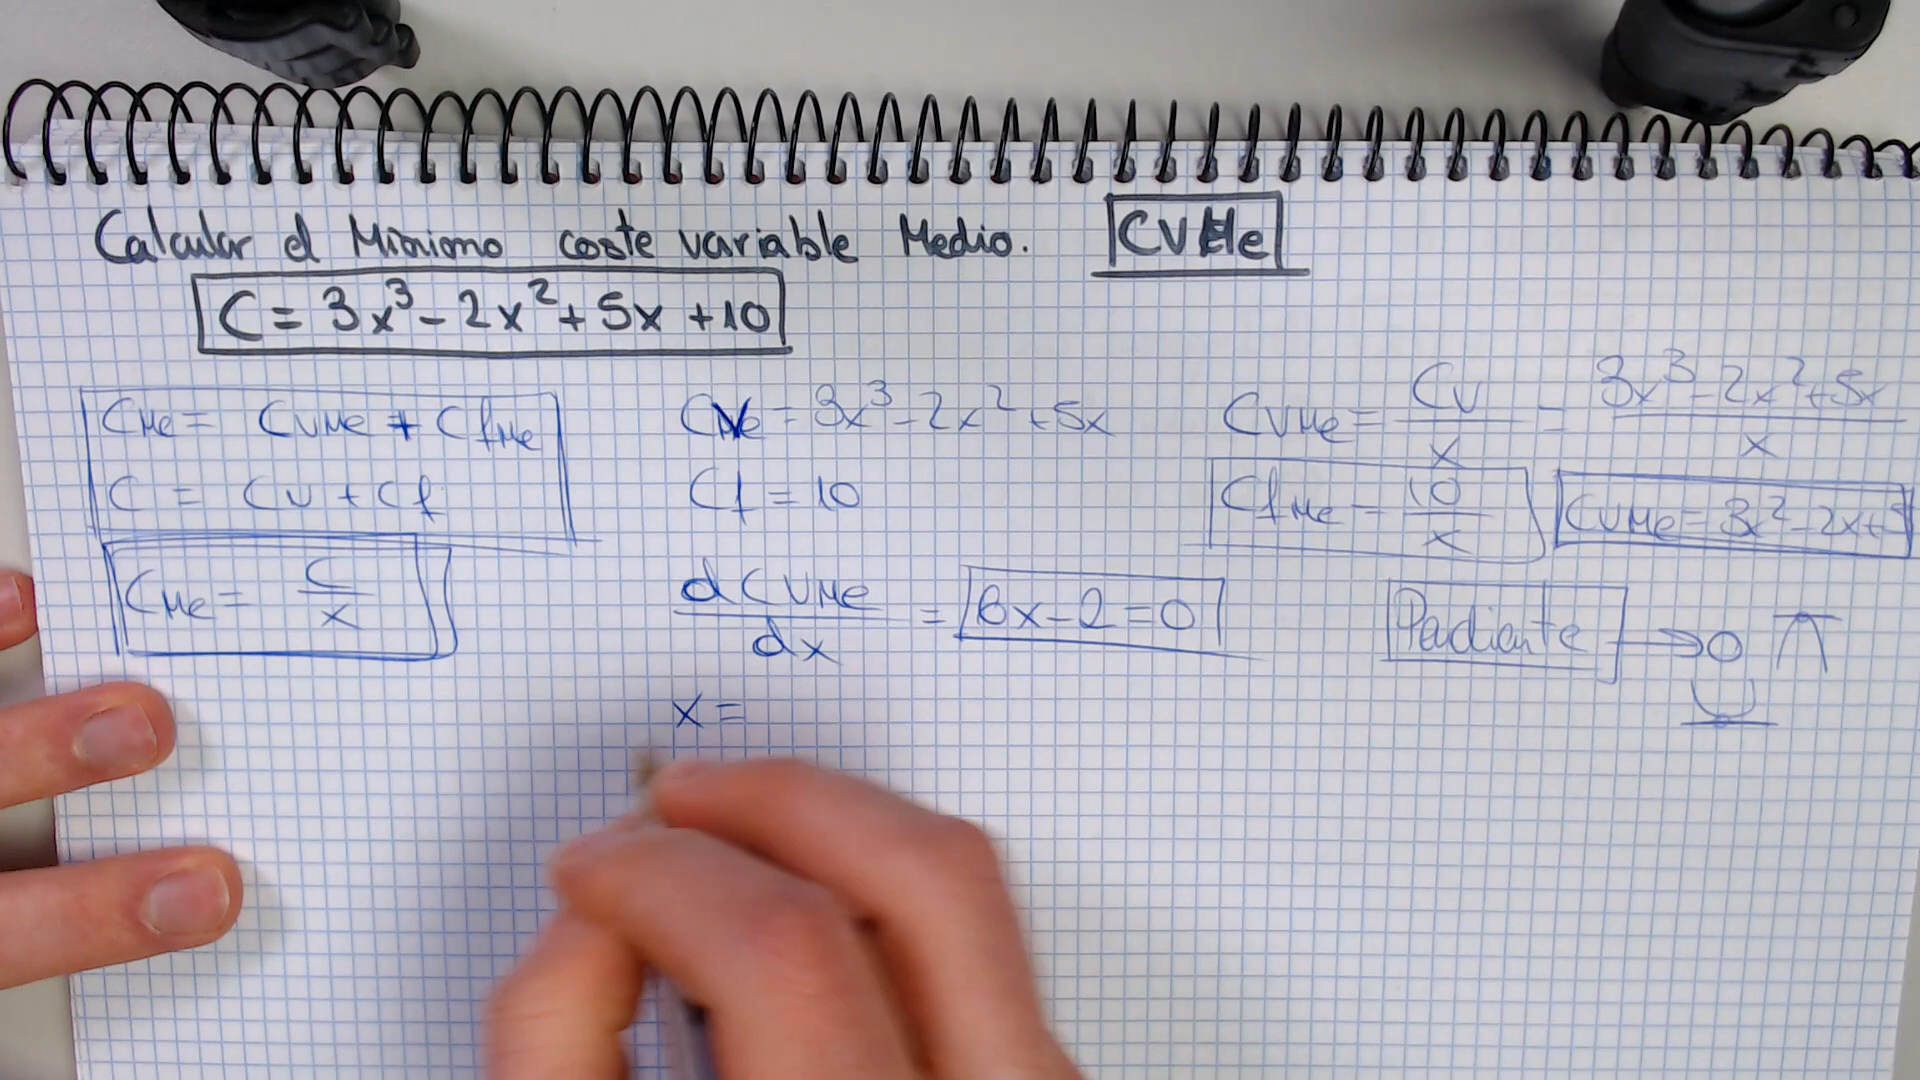 Calcular el Mínimo coste variable Medio. CVMe
C = 3x³ - 2x² + 5x + 10
CMe = CVMe + CfMe
C = CV + Cf
CMe = C/x
CV = 3x³ - 2x² + 5x
Cf = 10
CVMe = CV/x = 3x³ - 2x² + 5x/x
CfMe = 10/x
CVMe = 3x² - 2x + 5
dCVMe/dx = 6x - 2 = 0
Pendiente → 0
x =